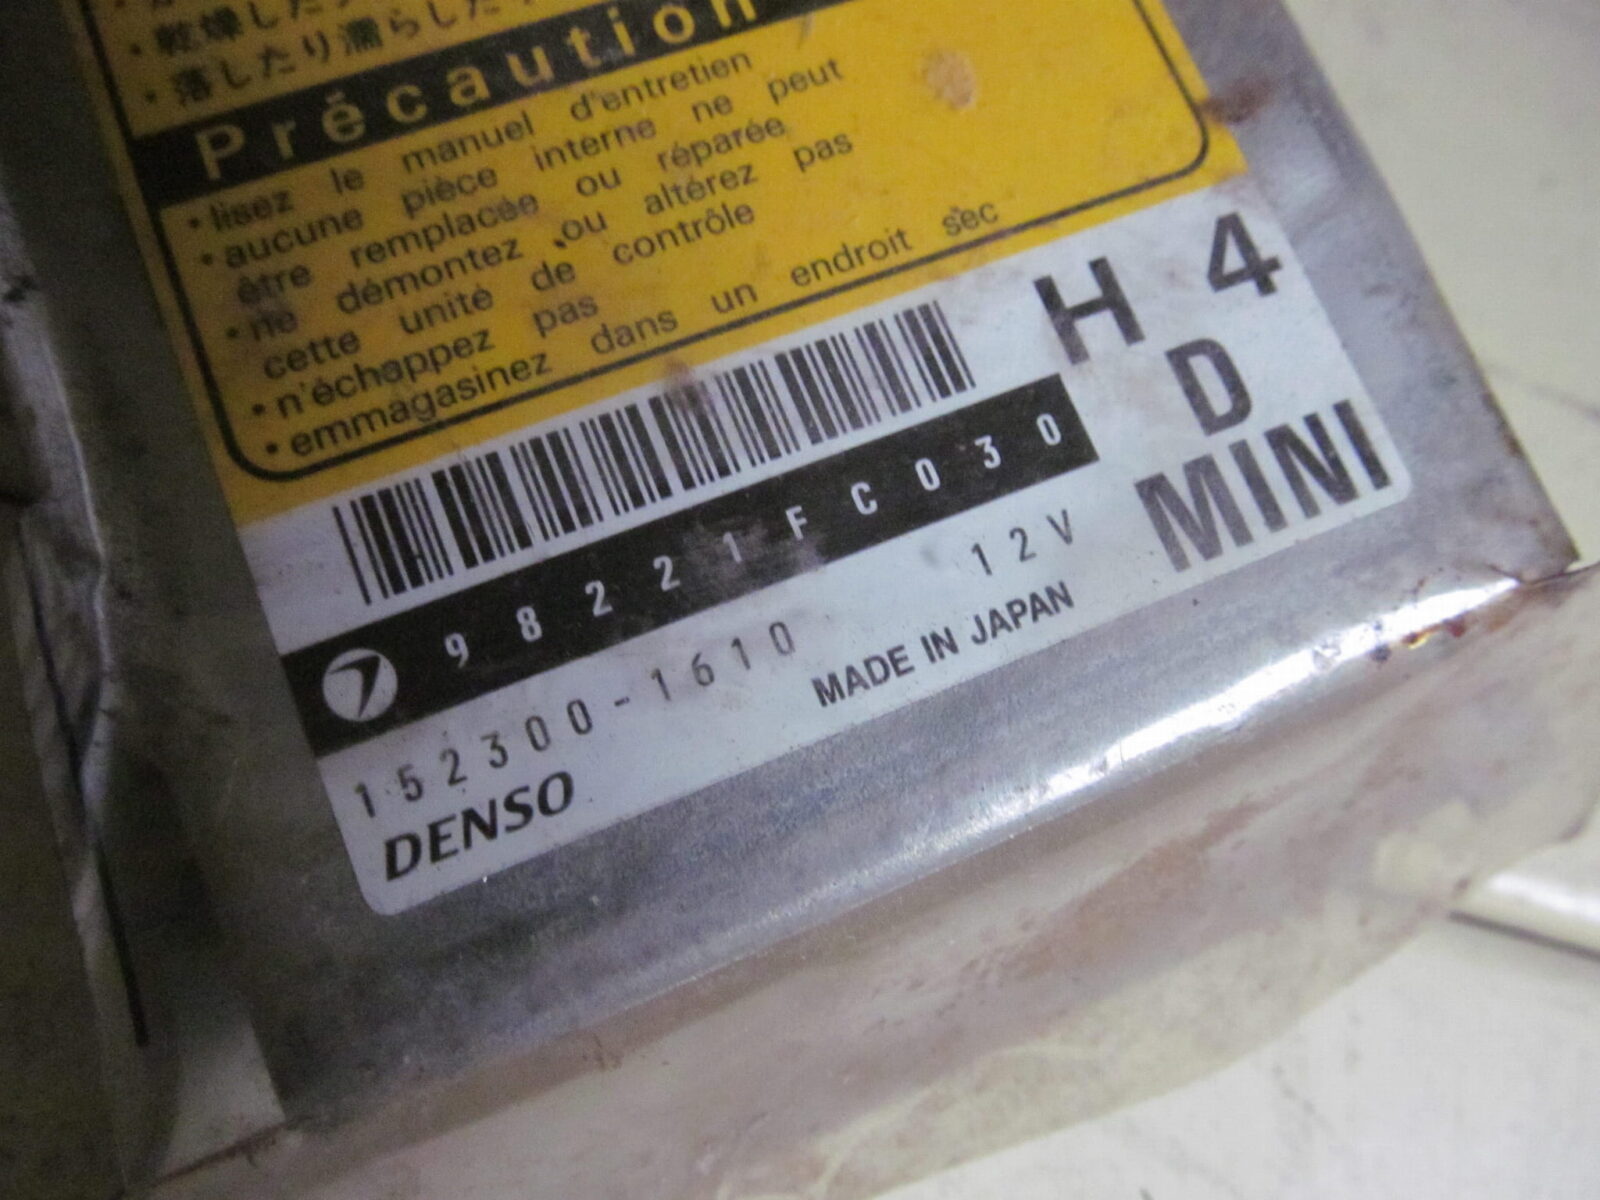 ・乾燥した
・落したり濡らした
Précaution
・lisez le manuel d'entretien
・aucune pièce interne ne peut
être remplacée ou réparée
・ne démontez ou altérez pas
cette unité de contrôle
・n'échappez pas
・emmagasinez dans un endroit sec
H 4
D
MINI
98221FC030
152300-1610 12V
MADE IN JAPAN
DENSO